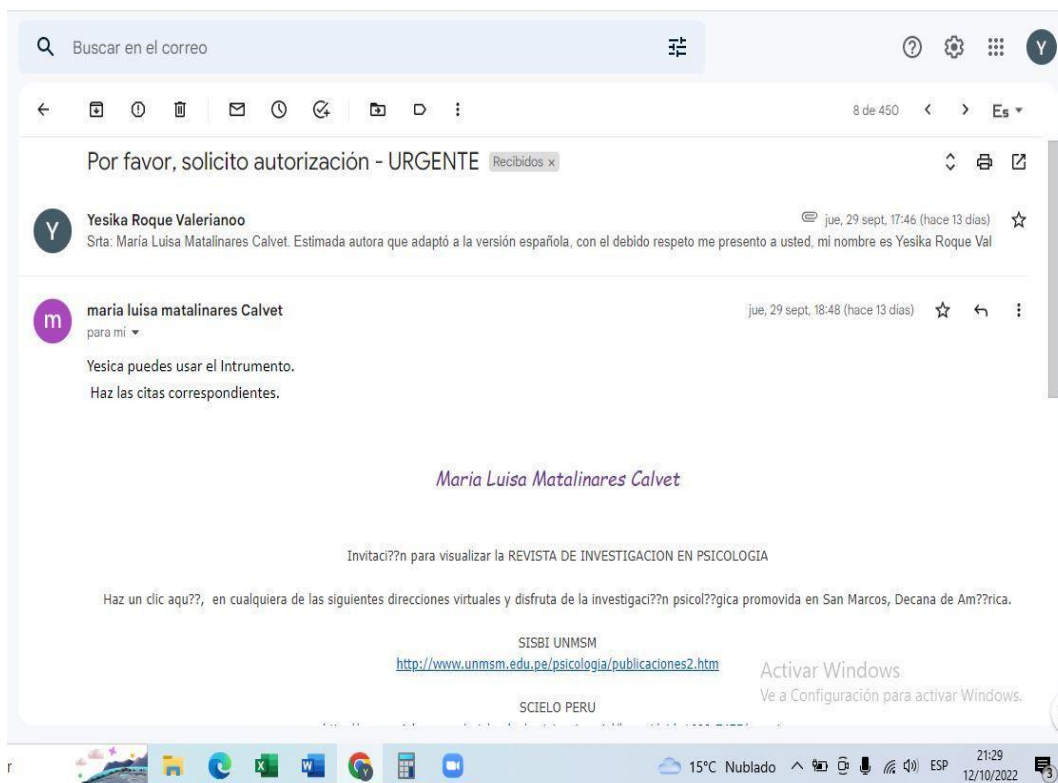 Buscar en el correo
Y
8 de 450
Es
Por favor, solicito autorización - URGENTE Recibidos x
Y
Yesika Roque Valerianoo
jue, 29 sept, 17:46 (hace 13 días)
Srta: María Luisa Matalinares Calvet. Estimada autora que adaptó a la versión española, con el debido respeto me presento a usted, mi nombre es Yesika Roque Val
m
maria luisa matalinares Calvet
jue, 29 sept, 18:48 (hace 13 días)
para mí
Yesica puedes usar el Intrumento.
Haz las citas correspondientes.
Maria Luisa Matalinares Calvet
Invitaci??n para visualizar la REVISTA DE INVESTIGACION EN PSICOLOGIA
Haz un clic aqu??, en cualquiera de las siguientes direcciones virtuales y disfruta de la investigaci??n psicol??gica promovida en San Marcos, Decana de Am??rica.
SISBI UNMSM
http://www.unmsm.edu.pe/psicologia/publicaciones2.htm
Activar Windows
Ve a Configuración para activar Windows.
SCIELO PERU
r
15°C Nublado
ESP
21:29
12/10/2022